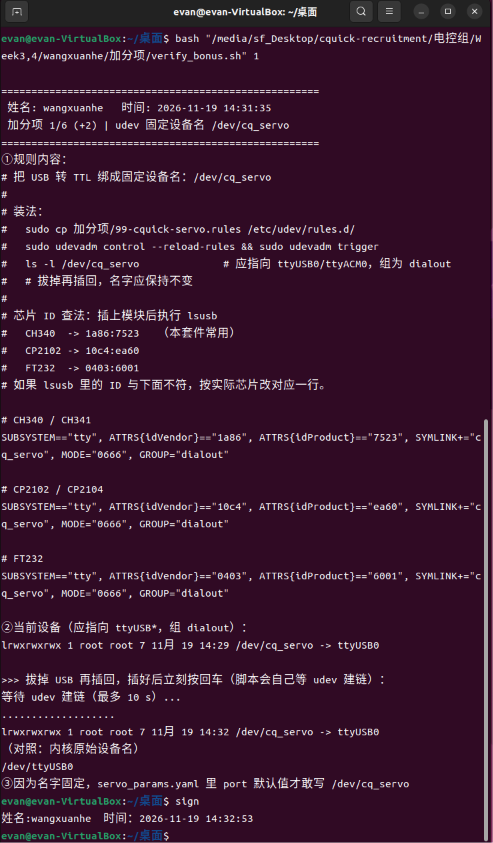 evan@evan-VirtualBox: ~/桌面
evan@evan-VirtualBox:~/桌面$ bash "/media/sf_Desktop/cquick-recruitment/电控组/W
eek3,4/wangxuanhe/加分项/verify_bonus.sh" 1
=====================================================
姓名: wangxuanhe   时间: 2026-11-19 14:31:35
加分项 1/6 (+2) | udev 固定设备名 /dev/cq_servo
=====================================================
①规则内容：
# 把 USB 转 TTL 绑成固定设备名：/dev/cq_servo
#
# 装法：
#   sudo cp 加分项/99-cquick-servo.rules /etc/udev/rules.d/
#   sudo udevadm control --reload-rules && sudo udevadm trigger
#   ls -l /dev/cq_servo              # 应指向 ttyUSB0/ttyACM0，组为 dialout
#   # 拔掉再插回，名字应保持不变
#
# 芯片 ID 查法：插上模块后执行 lsusb
#   CH340  -> 1a86:7523   （本套件常用）
#   CP2102 -> 10c4:ea60
#   FT232  -> 0403:6001
# 如果 lsusb 里的 ID 与下面不符，按实际芯片改对应一行。
# CH340 / CH341
SUBSYSTEM=="tty", ATTRS{idVendor}=="1a86", ATTRS{idProduct}=="7523", SYMLINK+="c
q_servo", MODE="0666", GROUP="dialout"
# CP2102 / CP2104
SUBSYSTEM=="tty", ATTRS{idVendor}=="10c4", ATTRS{idProduct}=="ea60", SYMLINK+="c
q_servo", MODE="0666", GROUP="dialout"
# FT232
SUBSYSTEM=="tty", ATTRS{idVendor}=="0403", ATTRS{idProduct}=="6001", SYMLINK+="c
q_servo", MODE="0666", GROUP="dialout"
②当前设备（应指向 ttyUSB*，组 dialout）：
lrwxrwxrwx 1 root root 7 11月 19 14:29 /dev/cq_servo -> ttyUSB0
>>> 拔掉 USB 再插回，插好后立刻按回车（脚本会自己等 udev 建链）：
等待 udev 建链（最多 10 s）...
...................
lrwxrwxrwx 1 root root 7 11月 19 14:32 /dev/cq_servo -> ttyUSB0
（对照：内核原始设备名）
/dev/ttyUSB0
③因为名字固定，servo_params.yaml 里 port 默认值才敢写 /dev/cq_servo
evan@evan-VirtualBox:~/桌面$ sign
姓名:wangxuanhe  时间：2026-11-19 14:32:53
evan@evan-VirtualBox:~/桌面$